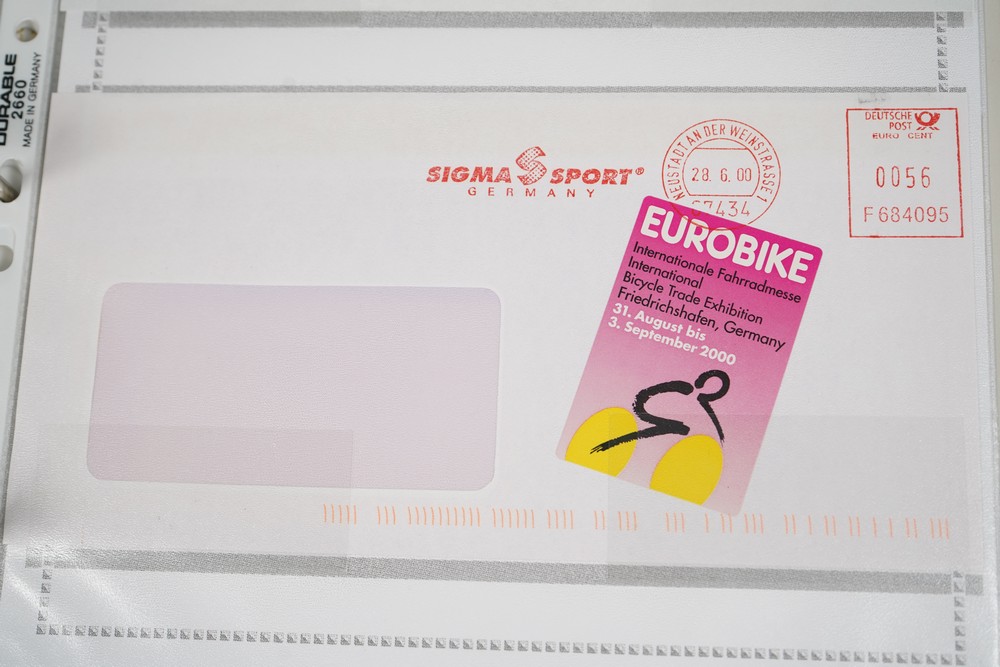 DURABLE
2660
MADE IN GERMANY
SIGMA SPORT®
GERMANY
NEUSTADT AN DER WEINSTRASSE 1
28.6.00
67434
DEUTSCHE
POST
EURO CENT
0056
F684095
EUROBIKE
Internationale Fahrradmesse
International
Bicycle Trade Exhibition
Friedrichshafen, Germany
31. August bis
3. September 2000